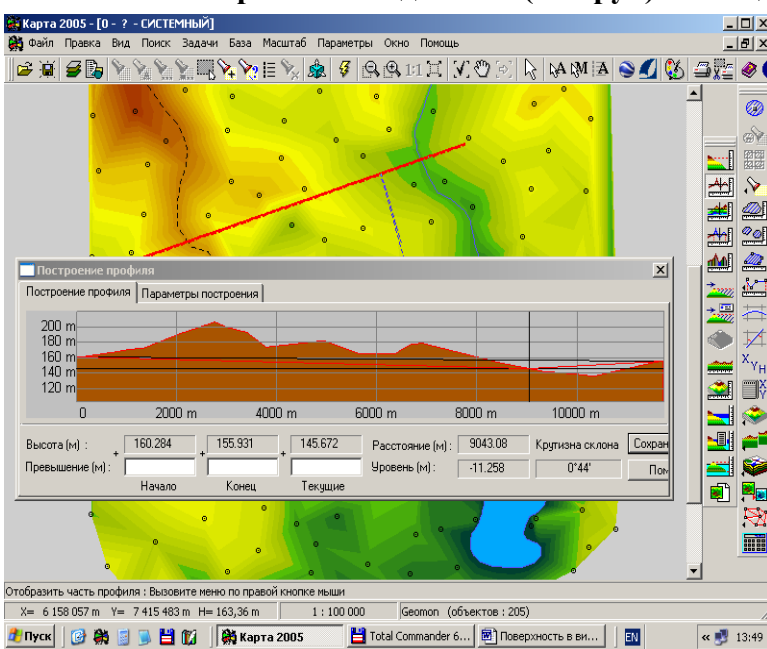 Карта 2005 - [0 - ? - СИСТЕМНЫЙ]
Файл Правка Вид Поиск Задачи База Масштаб Параметры Окно Помощь
1:1
Построение профиля
Построение профиля Параметры построения
200 m
180 m
160 m
140 m
120 m
0 2000 m 4000 m 6000 m 8000 m 10000 m
Высота (м) : + 160.284 + 155.931 + 145.672 Расстояние (м) : 9043.08 Крутизна склона Сохран
Превышение (м) : Уровень (м) : -11.258 0°44' Пом
Начало Конец Текущие
Отобразить часть профиля : Вызовите меню по правой кнопке мыши
X= 6 158 057 m Y= 7 415 483 m H= 163,36 m 1 : 100 000 Geomon (объектов : 205)
Пуск Карта 2005 Total Commander 6... Поверхность в ви... EN « 13:49